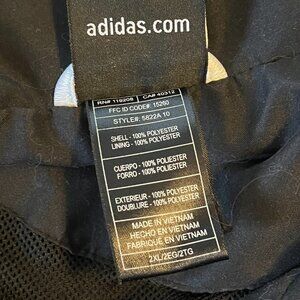 adidas.com
RN# 119208 CA# 40312
FFC ID CODE#: 15260
STYLE#: 5822A 10
SHELL - 100% POLYESTER
LINING - 100% POLYESTER
CUERPO - 100% POLIESTER
FORRO - 100% POLIESTER
EXTERIEUR - 100% POLYESTER
DOUBLURE - 100% POLYESTER
MADE IN VIETNAM
HECHO EN VIETNAM
FABRIQUÉ EN VIETNAM
2XL/2EG/2TG